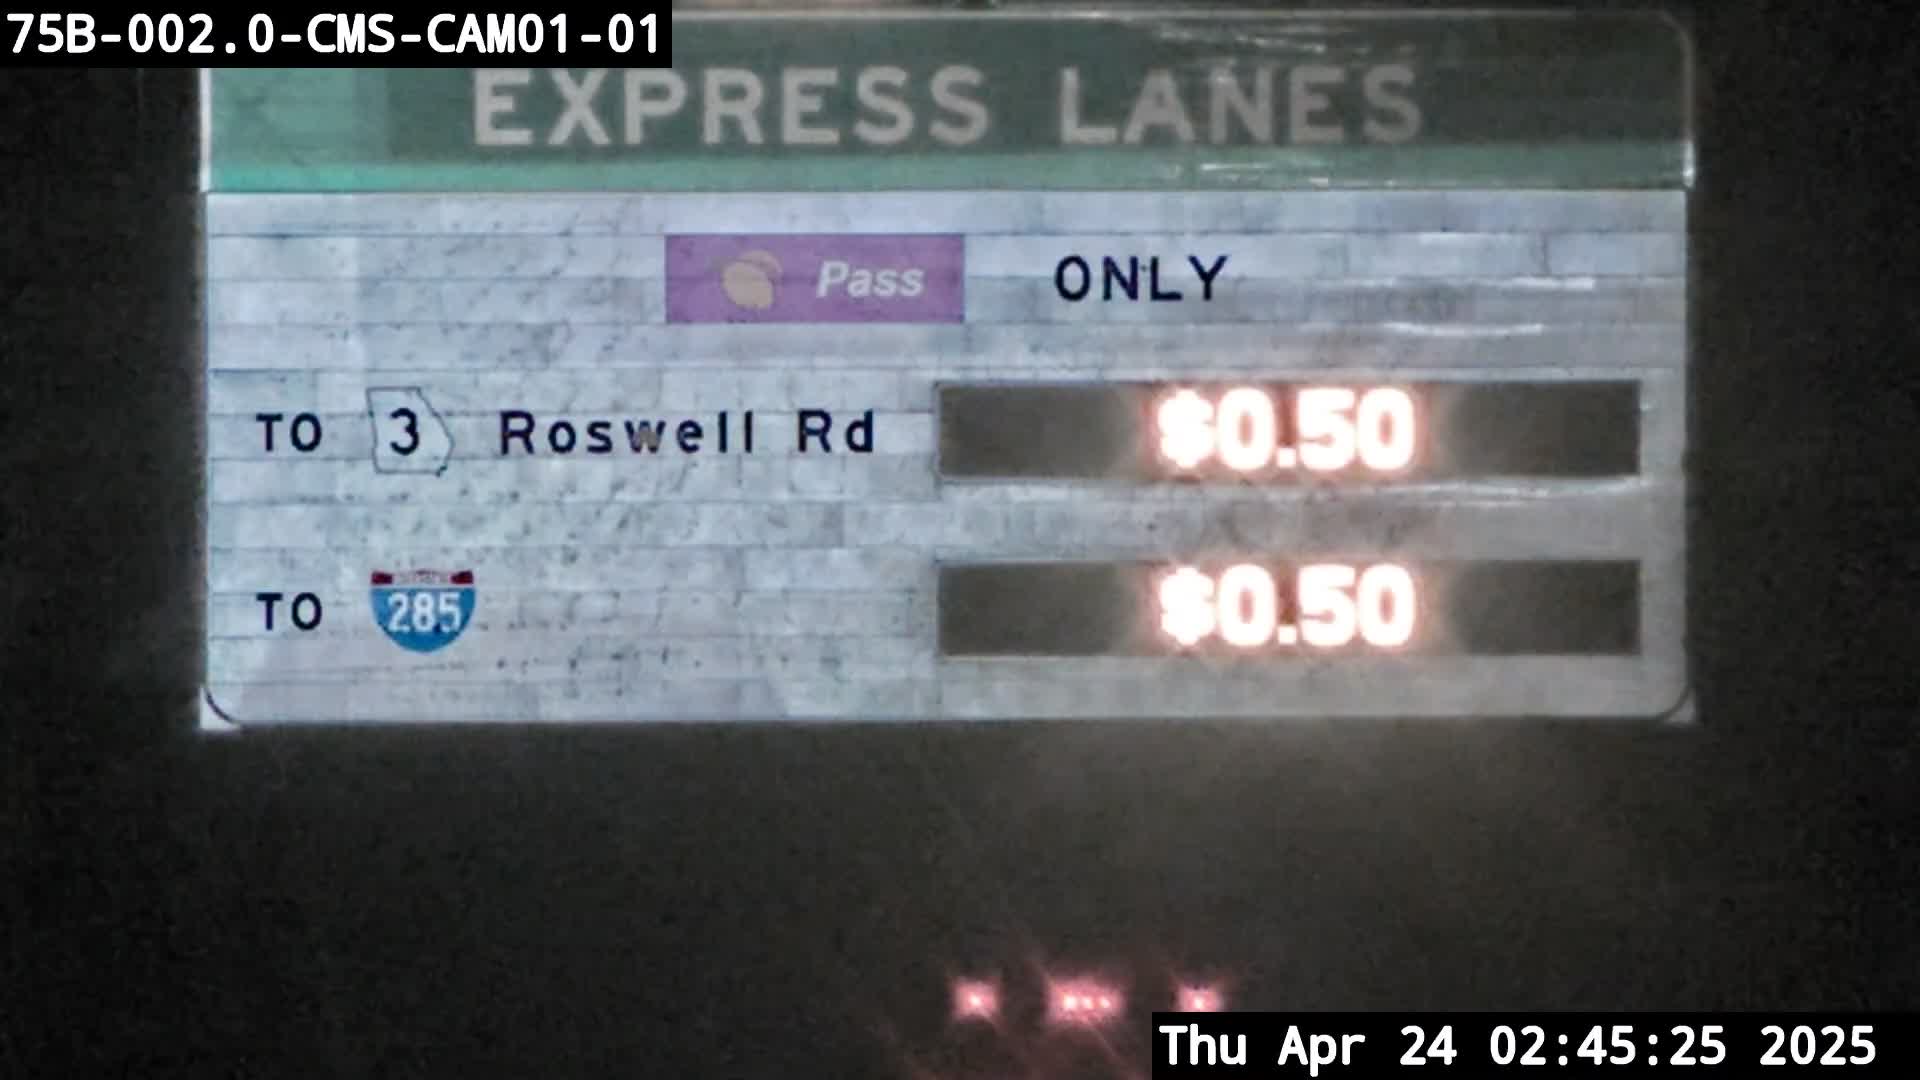 75B-002.0-CMS-CAM01-01
EXPRESS LANES
Pass ONLY
TO 3 Roswell Rd $0.50
TO 285 $0.50
Thu Apr 24 02:45:25 2025